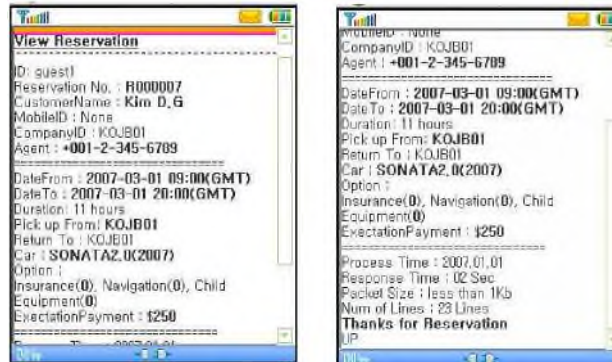 View Reservation
ID: guest1
Reservation No. : R000007
CustomerName : Kim D.G
MobileID : None
CompanyID : KOJB01
Agent : +001-2-345-6789
DateFrom : 2007-03-01 09:00(GMT)
DateTo : 2007-03-01 20:00(GMT)
Duration: 11 hours
Pick up From: KOJB01
Return To : KOJB01
Car : SONATA2.0(2007)
Option :
Insurance(0), Navigation(0), Child
Equipment(0)
ExectationPayment : $250
MobileID : None
CompanyID : KOJB01
Agent : +001-2-345-6789
DateFrom : 2007-03-01 09:00(GMT)
DateTo : 2007-03-01 20:00(GMT)
Duration: 11 hours
Pick up From: KOJB01
Return To : KOJB01
Car : SONATA2.0(2007)
Option :
Insurance(0), Navigation(0), Child
Equipment(0)
ExectationPayment : $250
Process Time : 2007.01.01
Response Time : 02 Sec
Packet Size : less than 1Kb
Num of Lines : 23 Lines
Thanks for Reservation
UP